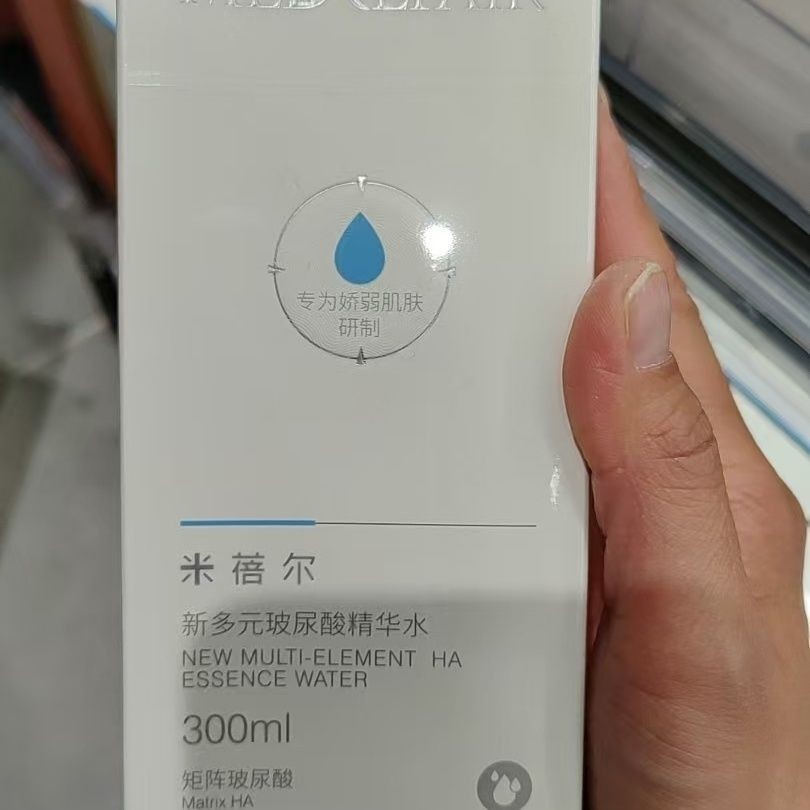 专为娇弱肌肤
研制
米蓓尔
新多元玻尿酸精华水
NEW MULTI-ELEMENT HA
ESSENCE WATER
300ml
矩阵玻尿酸
Matrix HA